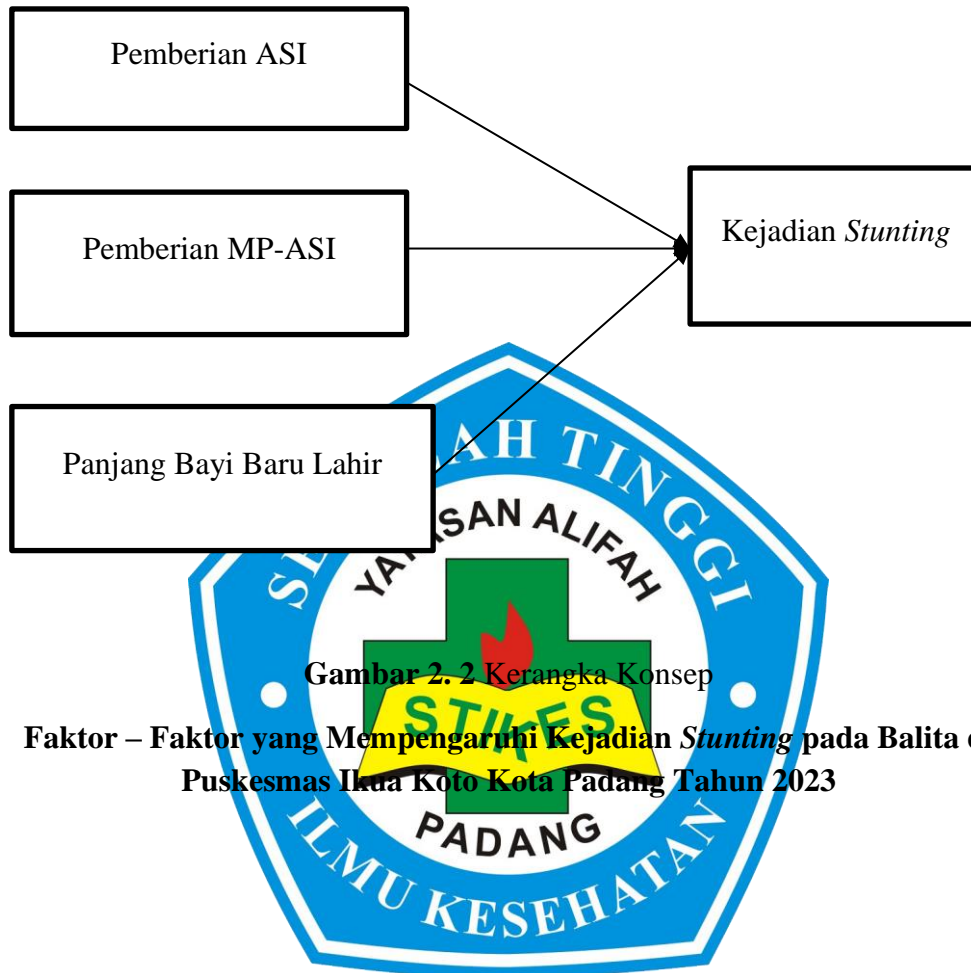 Pemberian ASI
Kejadian Stunting
Pemberian MP-ASI
Panjang Bayi Baru Lahir
TINGGI
YAYASAN ALIFAH
Gambar 2. 2 Kerangka Konsep
STIKES
Faktor – Faktor yang Mempengaruhi Kejadian Stunting pada Balita
Puskesmas Ikua Koto Kota Padang Tahun 2023
PADANG
ILMU KESEHATAN